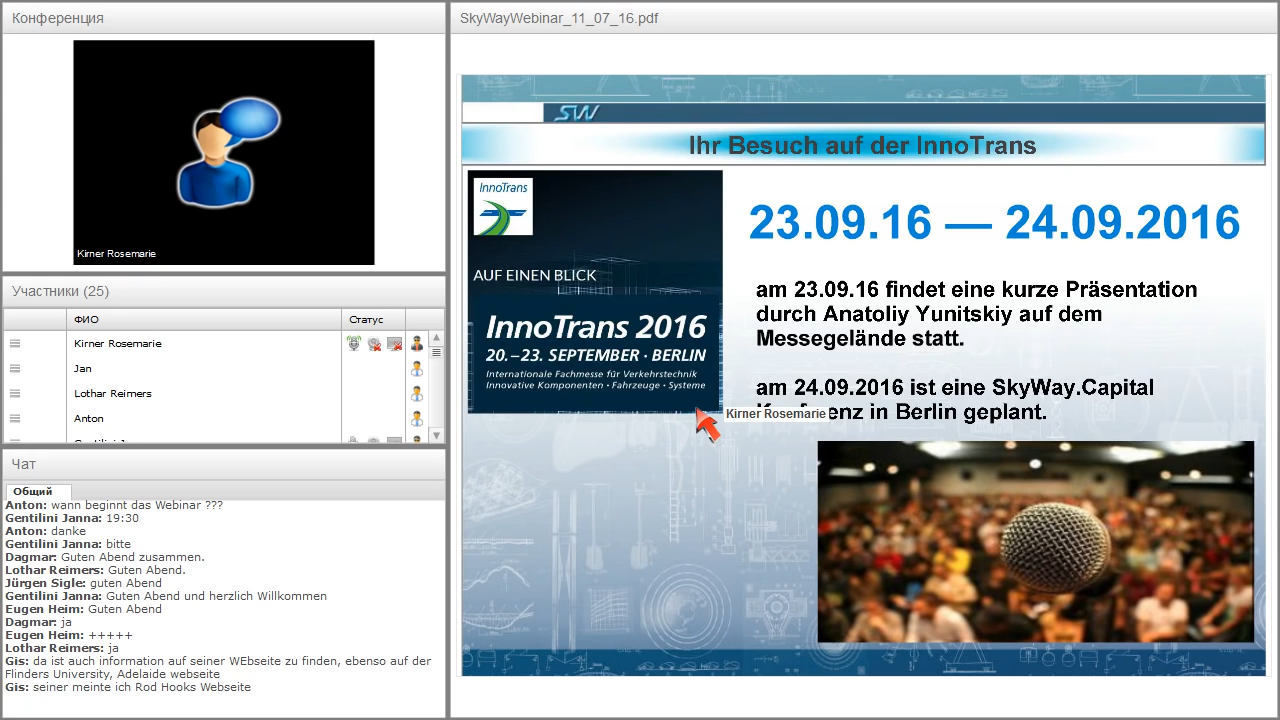 Конференция
Kirner Rosemarie
Участники (25)
ФИО
Статус
Kirner Rosemarie
Jan
Lothar Reimers
Anton
Чат
Общий
Anton: wann beginnt das Webinar ???
Gentilini Janna: 19:30
Anton: danke
Gentilini Janna: bitte
Dagmar: Guten Abend zusammen.
Lothar Reimers: Guten Abend.
Jürgen Sigle: guten Abend
Gentilini Janna: Guten Abend und herzlich Willkommen
Eugen Heim: Guten Abend
Dagmar: ja
Eugen Heim: +++++
Lothar Reimers: ja
Gis: da ist auch information auf seiner WEbseite zu finden, ebenso auf der
Flinders University, Adelaide webseite
Gis: seiner meinte ich Rod Hooks Webseite
SkyWayWebinar_11_07_16.pdf
SW
Ihr Besuch auf der InnoTrans
InnoTrans
AUF EINEN BLICK
InnoTrans 2016
20.–23. SEPTEMBER · BERLIN
Internationale Fachmesse für Verkehrstechnik
Innovative Komponenten · Fahrzeuge · Systeme
23.09.16 — 24.09.2016
am 23.09.16 findet eine kurze Präsentation
durch Anatoliy Yunitskiy auf dem
Messegelände statt.
am 24.09.2016 ist eine SkyWay.Capital
enz in Berlin geplant.
Kirner Rosemarie